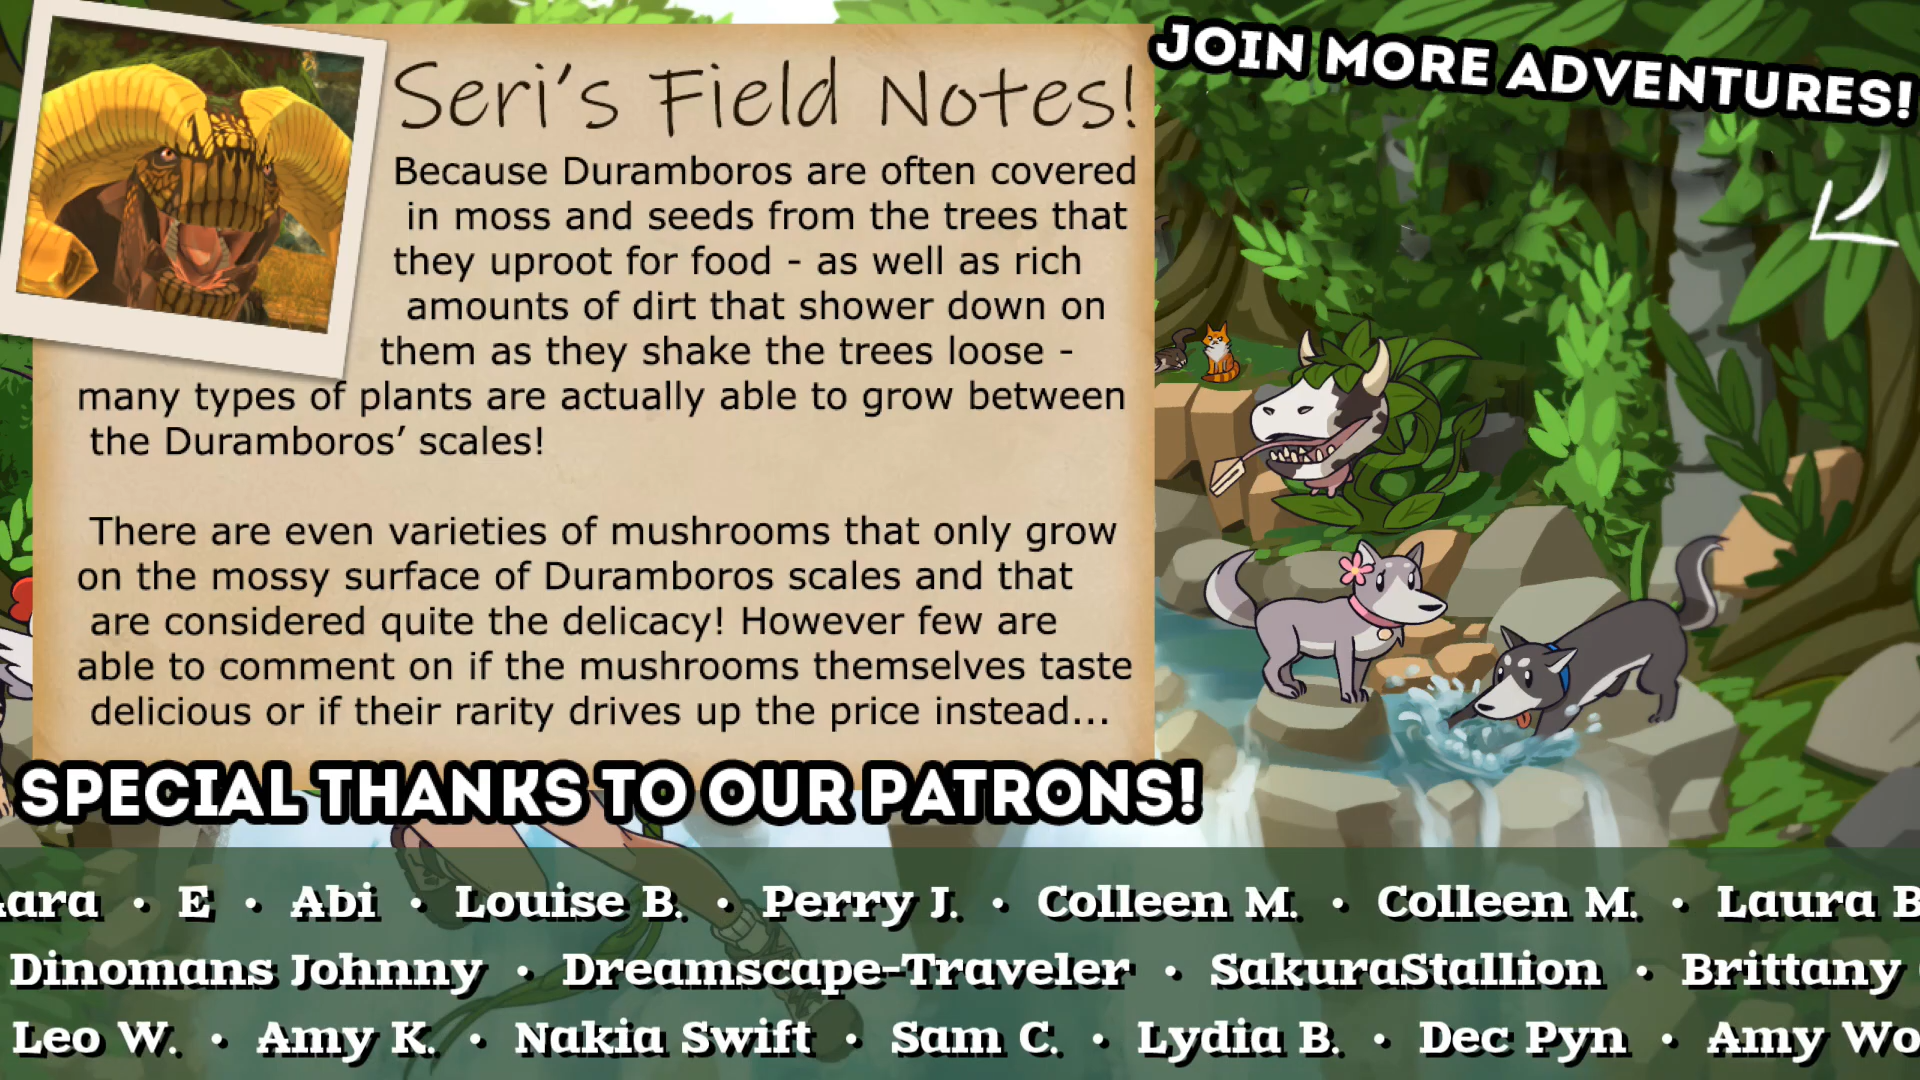 JOIN MORE ADVENTURES!
Seri's Field Notes!
Because Duramboros are often covered
in moss and seeds from the trees that
they uproot for food - as well as rich
amounts of dirt that shower down on
them as they shake the trees loose -
many types of plants are actually able to grow between
the Duramboros' scales!
There are even varieties of mushrooms that only grow
on the mossy surface of Duramboros scales and that
are considered quite the delicacy! However few are
able to comment on if the mushrooms themselves taste
delicious or if their rarity drives up the price instead...
SPECIAL THANKS TO OUR PATRONS!
• E • Abi • Louise B. • Perry J. • Colleen M. • Colleen M. • Laura B
Dinomans Johnny • Dreamscape-Traveler • SakuraStallion • Brittany
Leo W. • Amy K. • Nakia Swift • Sam C. • Lydia B. • Dec Pyn • Amy Wo